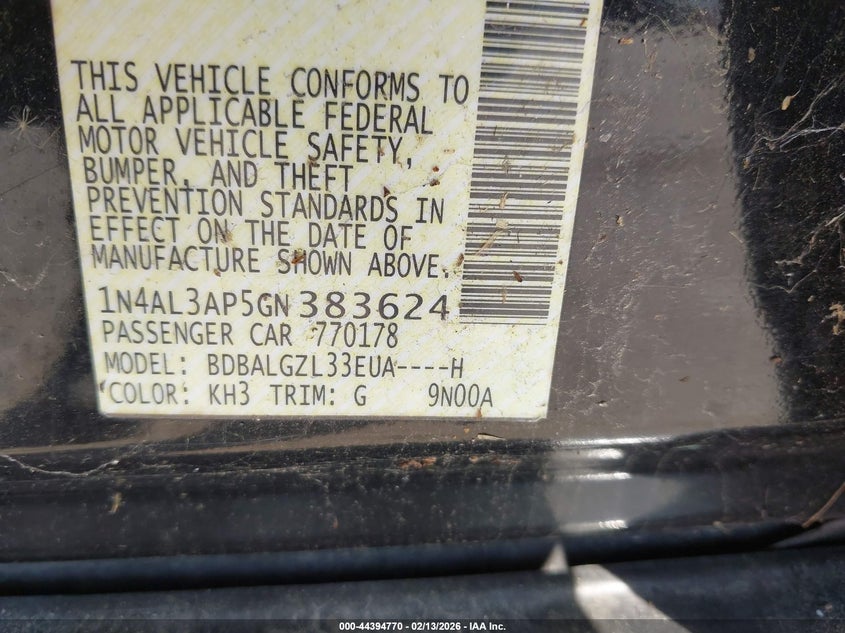 THIS VEHICLE CONFORMS TO
ALL APPLICABLE FEDERAL
MOTOR VEHICLE SAFETY,
BUMPER, AND THEFT
PREVENTION STANDARDS IN
EFFECT ON THE DATE OF
MANUFACTURE SHOWN ABOVE.
1N4AL3AP5GN383624
PASSENGER CAR 770178
MODEL: BDBALGZL33EUA----H
COLOR: KH3 TRIM: G 9N00A
000-44394770 | 02/13/2026 – IAA Inc.